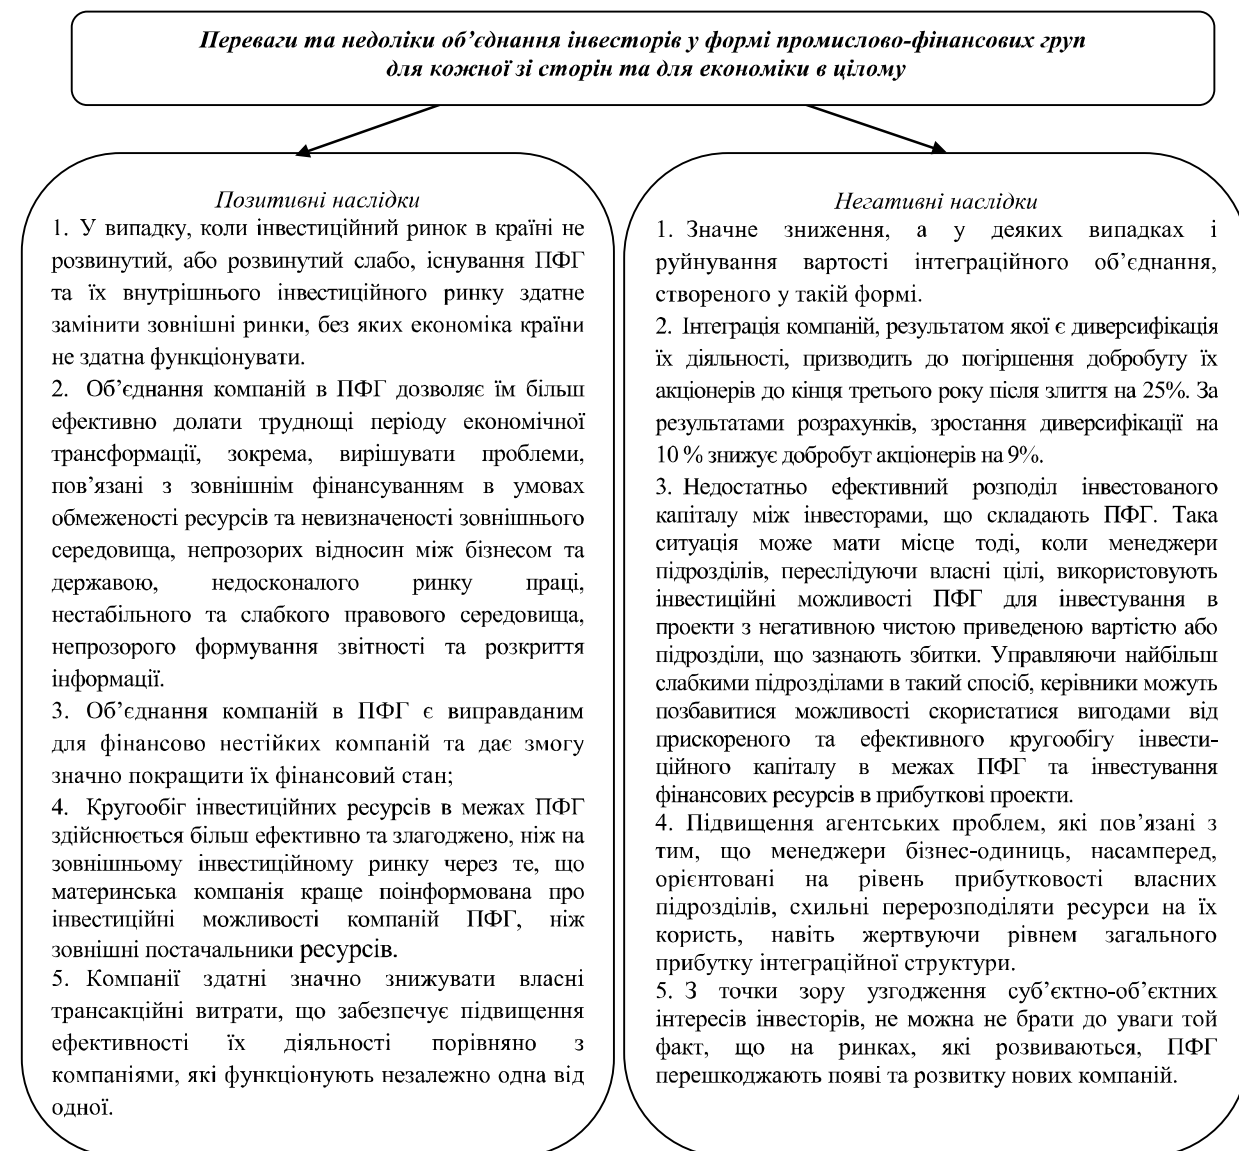 Переваги та недоліки об’єднання інвесторів у формі промислово-фінансових груп
для кожної зі сторін та для економіки в цілому
Позитивні наслідки
1. У випадку, коли інвестиційний ринок в країні не
розвинутий, або розвинутий слабо, існування ПФГ
та їх внутрішнього інвестиційного ринку здатне
замінити зовнішні ринки, без яких економіка країни
не здатна функціонувати.
2. Об’єднання компаній в ПФГ дозволяє їм більш
ефективно долати труднощі періоду економічної
трансформації, зокрема, вирішувати проблеми,
пов’язані з зовнішнім фінансуванням в умовах
обмеженості ресурсів та невизначеності зовнішнього
середовища, непрозорих відносин між бізнесом та
державою, недосконалого ринку праці,
нестабільного та слабкого правового середовища,
непрозорого формування звітності та розкриття
інформації.
3. Об’єднання компаній в ПФГ є виправданим
для фінансово нестійких компаній та дає змогу
значно покращити їх фінансовий стан;
4. Кругообіг інвестиційних ресурсів в межах ПФГ
здійснюється більш ефективно та злагоджено, ніж на
зовнішньому інвестиційному ринку через те, що
материнська компанія краще поінформована про
інвестиційні можливості компаній ПФГ, ніж
зовнішні постачальники ресурсів.
5. Компанії здатні значно знижувати власні
трансакційні витрати, що забезпечує підвищення
ефективності їх діяльності порівняно з
компаніями, які функціонують незалежно одна від
одної.
Негативні наслідки
1. Значне зниження, а у деяких випадках і
руйнування вартості інтеграційного об’єднання,
створеного у такій формі.
2. Інтеграція компаній, результатом якої є диверсифікація
їх діяльності, призводить до погіршення добробуту їх
акціонерів до кінця третього року після злиття на 25%. За
результатами розрахунків, зростання диверсифікації на
10 % знижує добробут акціонерів на 9%.
3. Недостатньо ефективний розподіл інвестованого
капіталу між інвесторами, що складають ПФГ. Така
ситуація може мати місце тоді, коли менеджери
підрозділів, переслідуючи власні цілі, використовують
інвестиційні можливості ПФГ для інвестування в
проекти з негативною чистою приведеною вартістю або
підрозділи, що зазнають збитки. Управляючи найбільш
слабкими підрозділами в такий спосіб, керівники можуть
позбавитися можливості скористатися вигодами від
прискореного та ефективного кругообігу інвести-
ційного капіталу в межах ПФГ та інвестування
фінансових ресурсів в прибуткові проекти.
4. Підвищення агентських проблем, які пов’язані з
тим, що менеджери бізнес-одиниць, насамперед,
орієнтовані на рівень прибутковості власних
підрозділів, схильні перерозподіляти ресурси на їх
користь, навіть жертвуючи рівнем загального
прибутку інтеграційної структури.
5. З точки зору узгодження суб’єктно-об’єктних
інтересів інвесторів, не можна не брати до уваги той
факт, що на ринках, які розвиваються, ПФГ
перешкоджають появі та розвитку нових компаній.